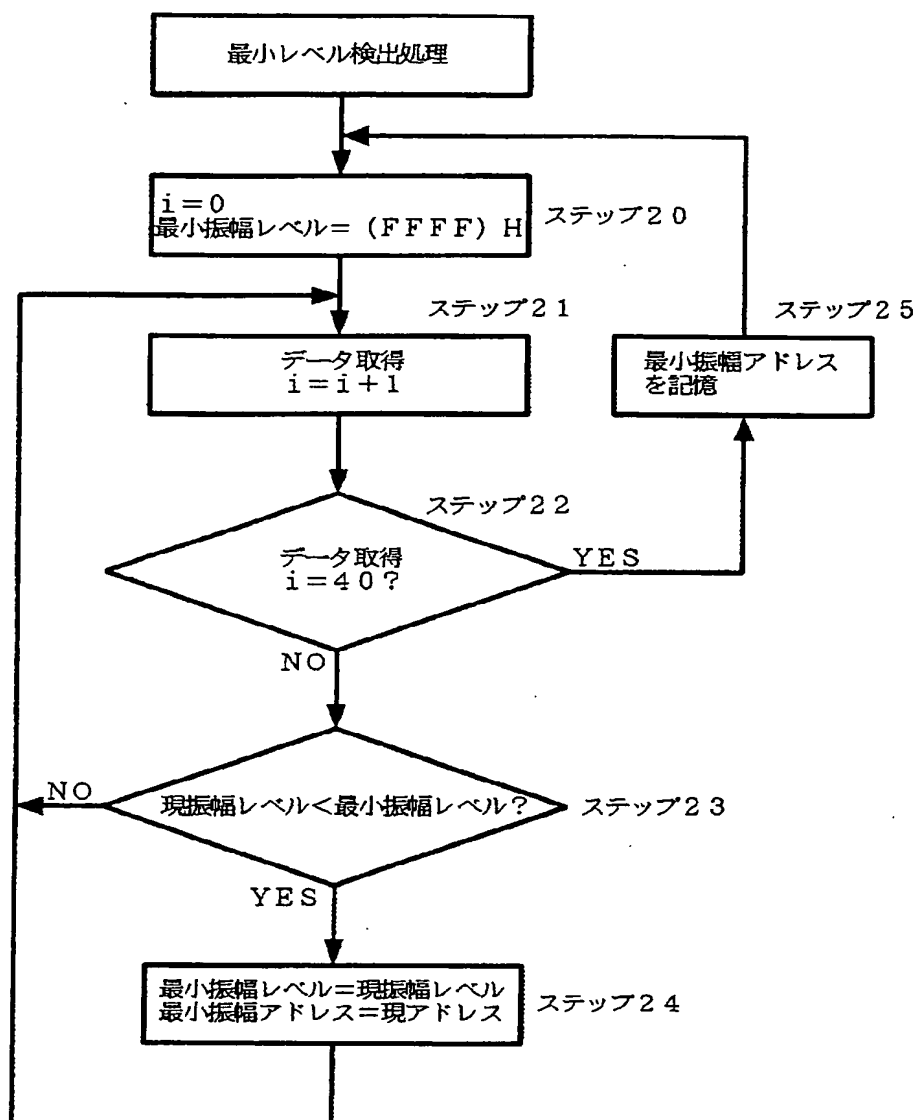 最小レベル検出処理
i=0
最小振幅レベル=(FFFF)H
ステップ20
ステップ21
データ取得
i=i+1
ステップ25
最小振幅アドレス
を記憶
ステップ22
データ取得
i=40?
YES
NO
現振幅レベル<最小振幅レベル?
ステップ23
NO
YES
最小振幅レベル=現振幅レベル
最小振幅アドレス=現アドレス
ステップ24